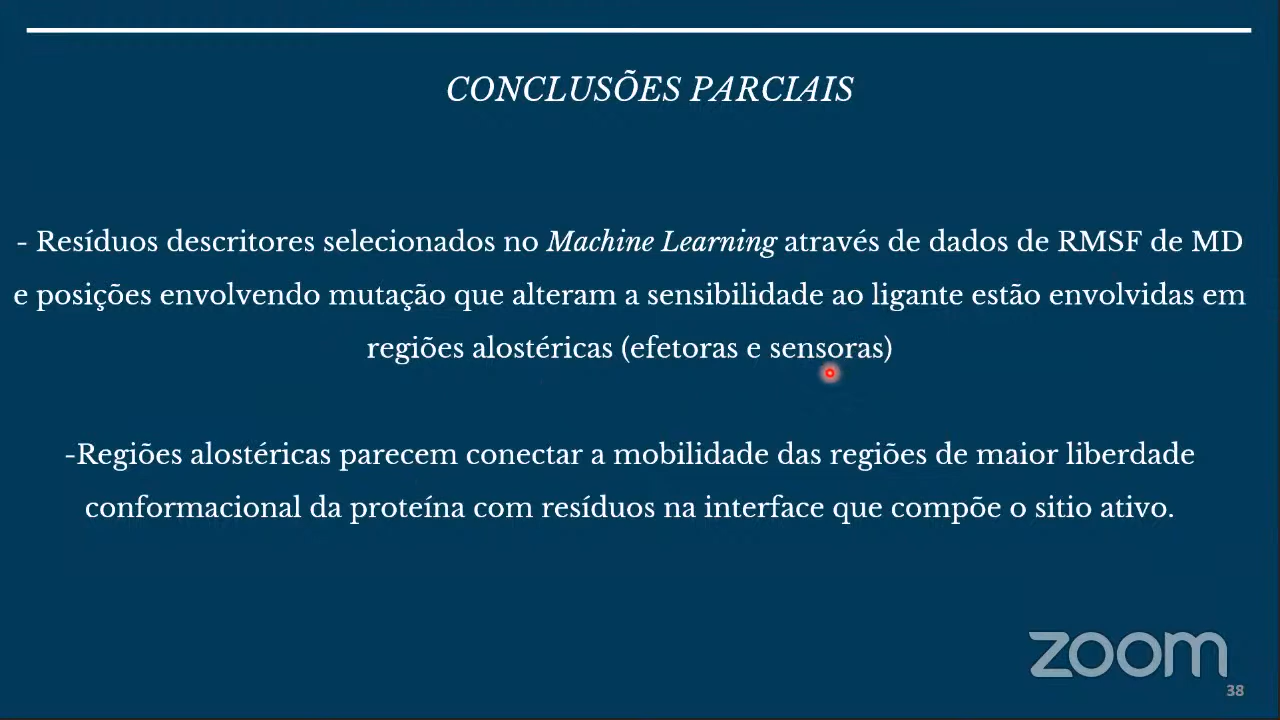 CONCLUSÕES PARCIAIS
- Resíduos descritores selecionados no Machine Learning através de dados de RMSF de MD
e posições envolvendo mutação que alteram a sensibilidade ao ligante estão envolvidas em
regiões alostéricas (efetoras e sensoras)
-Regiões alostéricas parecem conectar a mobilidade das regiões de maior liberdade
conformacional da proteína com resíduos na interface que compõe o sitio ativo.
zoom
38